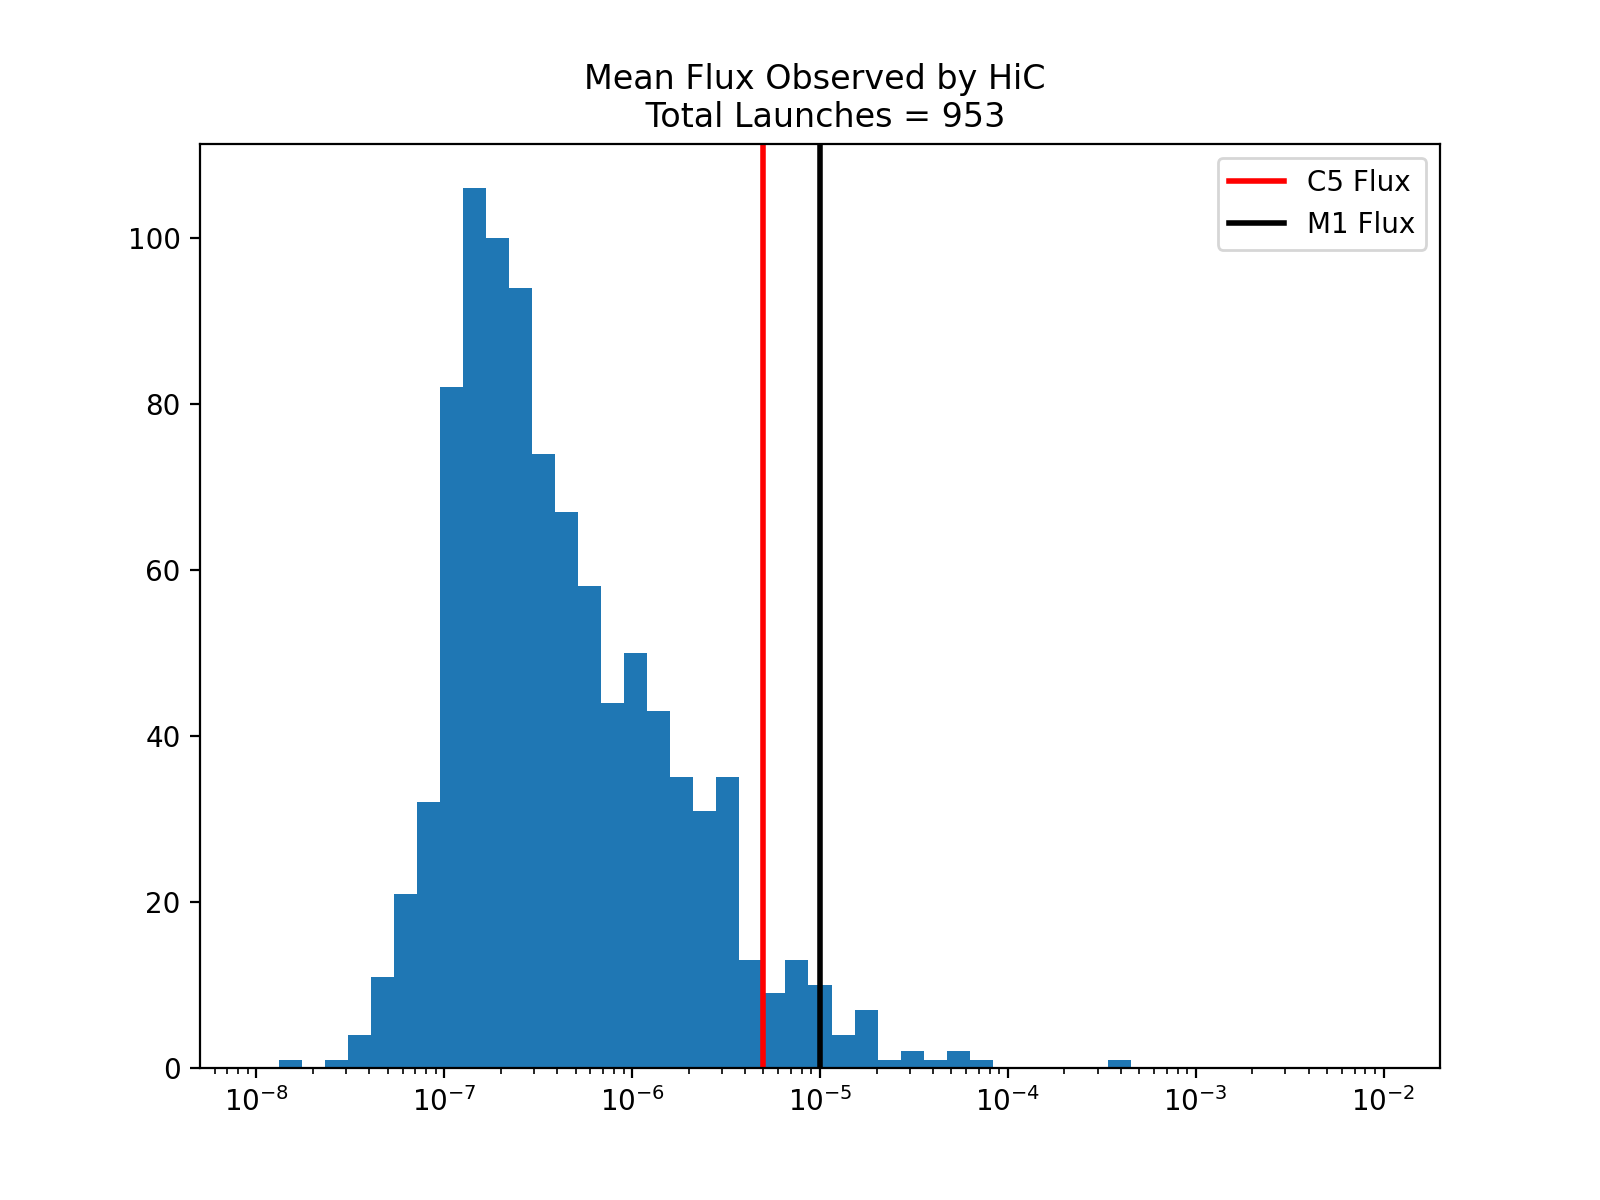 Mean Flux Observed by HiC
Total Launches = 953
C5 Flux
M1 Flux
100
80
60
40
20
0
10⁻⁸ 10⁻⁷ 10⁻⁶ 10⁻⁵ 10⁻⁴ 10⁻³ 10⁻²